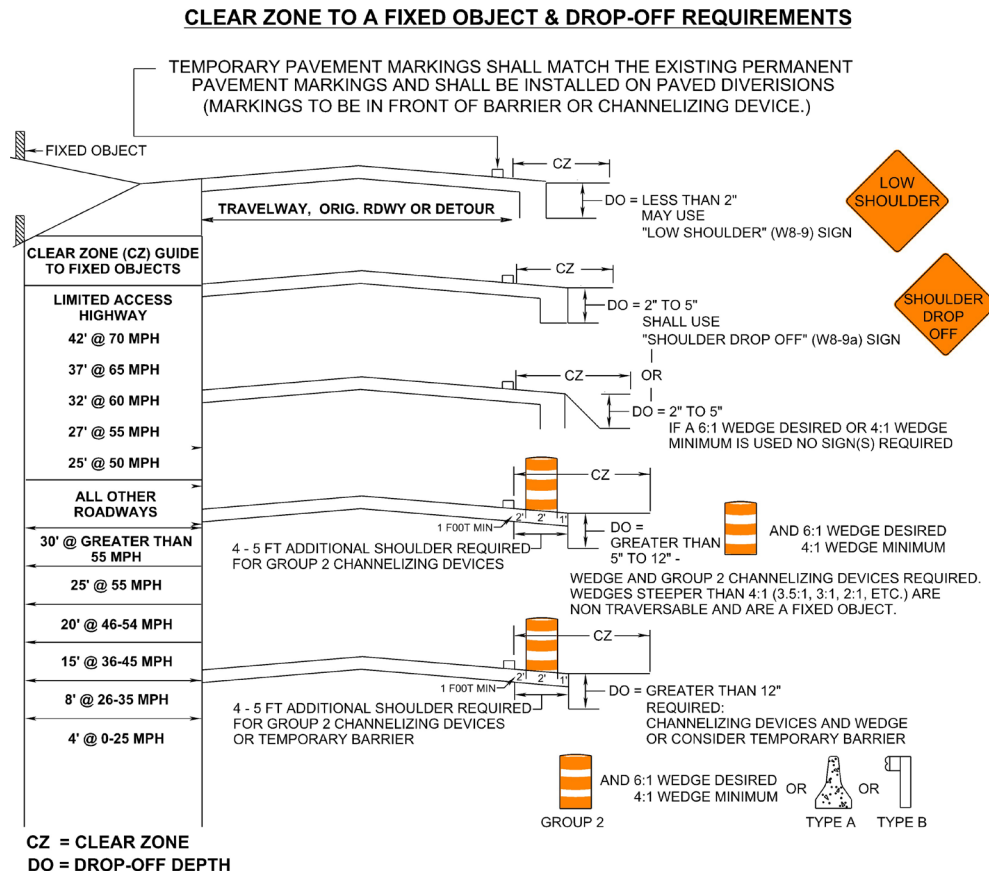 CLEAR ZONE TO A FIXED OBJECT & DROP-OFF REQUIREMENTS
TEMPORARY PAVEMENT MARKINGS SHALL MATCH THE EXISTING PERMANENT
PAVEMENT MARKINGS AND SHALL BE INSTALLED ON PAVED DIVERISIONS
(MARKINGS TO BE IN FRONT OF BARRIER OR CHANNELIZING DEVICE.)
FIXED OBJECT
CZ
TRAVELWAY, ORIG. RDWY OR DETOUR
DO = LESS THAN 2"
MAY USE
"LOW SHOULDER" (W8-9) SIGN
LOW
SHOULDER
CLEAR ZONE (CZ) GUIDE
TO FIXED OBJECTS
LIMITED ACCESS
HIGHWAY
42' @ 70 MPH
37' @ 65 MPH
32' @ 60 MPH
27' @ 55 MPH
25' @ 50 MPH
ALL OTHER
ROADWAYS
30' @ GREATER THAN
55 MPH
25' @ 55 MPH
20' @ 46-54 MPH
15' @ 36-45 MPH
8' @ 26-35 MPH
4' @ 0-25 MPH
CZ
DO = 2" TO 5"
SHALL USE
"SHOULDER DROP OFF" (W8-9a) SIGN
SHOULDER
DROP
OFF
OR
CZ
DO = 2" TO 5"
IF A 6:1 WEDGE DESIRED OR 4:1 WEDGE
MINIMUM IS USED NO SIGN(S) REQUIRED
CZ
2' 2' 1'
1 F00T MIN
4 - 5 FT ADDITIONAL SHOULDER REQUIRED
FOR GROUP 2 CHANNELIZING DEVICES
DO =
GREATER THAN
5" TO 12" -
AND 6:1 WEDGE DESIRED
4:1 WEDGE MINIMUM
WEDGE AND GROUP 2 CHANNELIZING DEVICES REQUIRED.
WEDGES STEEPER THAN 4:1 (3.5:1, 3:1, 2:1, ETC.) ARE
NON TRAVERSABLE AND ARE A FIXED OBJECT.
CZ
2' 2' 1'
1 F00T MIN
4 - 5 FT ADDITIONAL SHOULDER REQUIRED
FOR GROUP 2 CHANNELIZING DEVICES
OR TEMPORARY BARRIER
DO = GREATER THAN 12"
REQUIRED:
CHANNELIZING DEVICES AND WEDGE
OR CONSIDER TEMPORARY BARRIER
AND 6:1 WEDGE DESIRED
4:1 WEDGE MINIMUM
OR
OR
GROUP 2
TYPE A
TYPE B
CZ = CLEAR ZONE
DO = DROP-OFF DEPTH